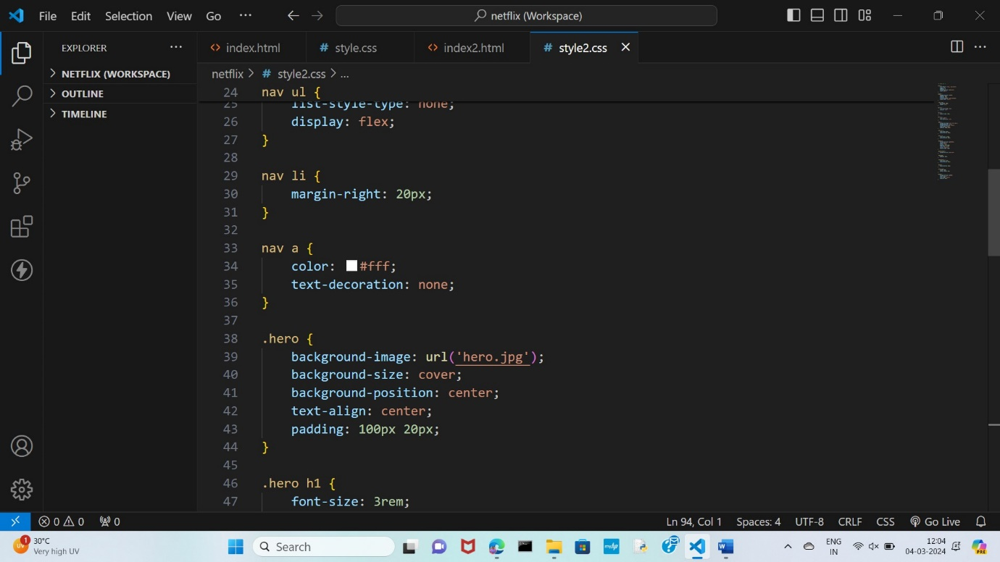 File Edit Selection View Go ··· netflix (Workspace)
EXPLORER ···
index.html # style.css index2.html # style2.css
NETFLIX (WORKSPACE)
netflix > # style2.css > ...
OUTLINE
TIMELINE
24 nav ul {
25 list-style-type: none;
26 display: flex;
27 }
28
29 nav li {
30 margin-right: 20px;
31 }
32
33 nav a {
34 color: #fff;
35 text-decoration: none;
36 }
37
38 .hero {
39 background-image: url('hero.jpg');
40 background-size: cover;
41 background-position: center;
42 text-align: center;
43 padding: 100px 20px;
44 }
45
46 .hero h1 {
47 font-size: 3rem;
0 0 0 Ln 94, Col 1 Spaces: 4 UTF-8 CRLF CSS Go Live
1 UV 30°C
Very high UV
Search
myhp
W
ENG
IN
12:04
04-03-2024
PRE